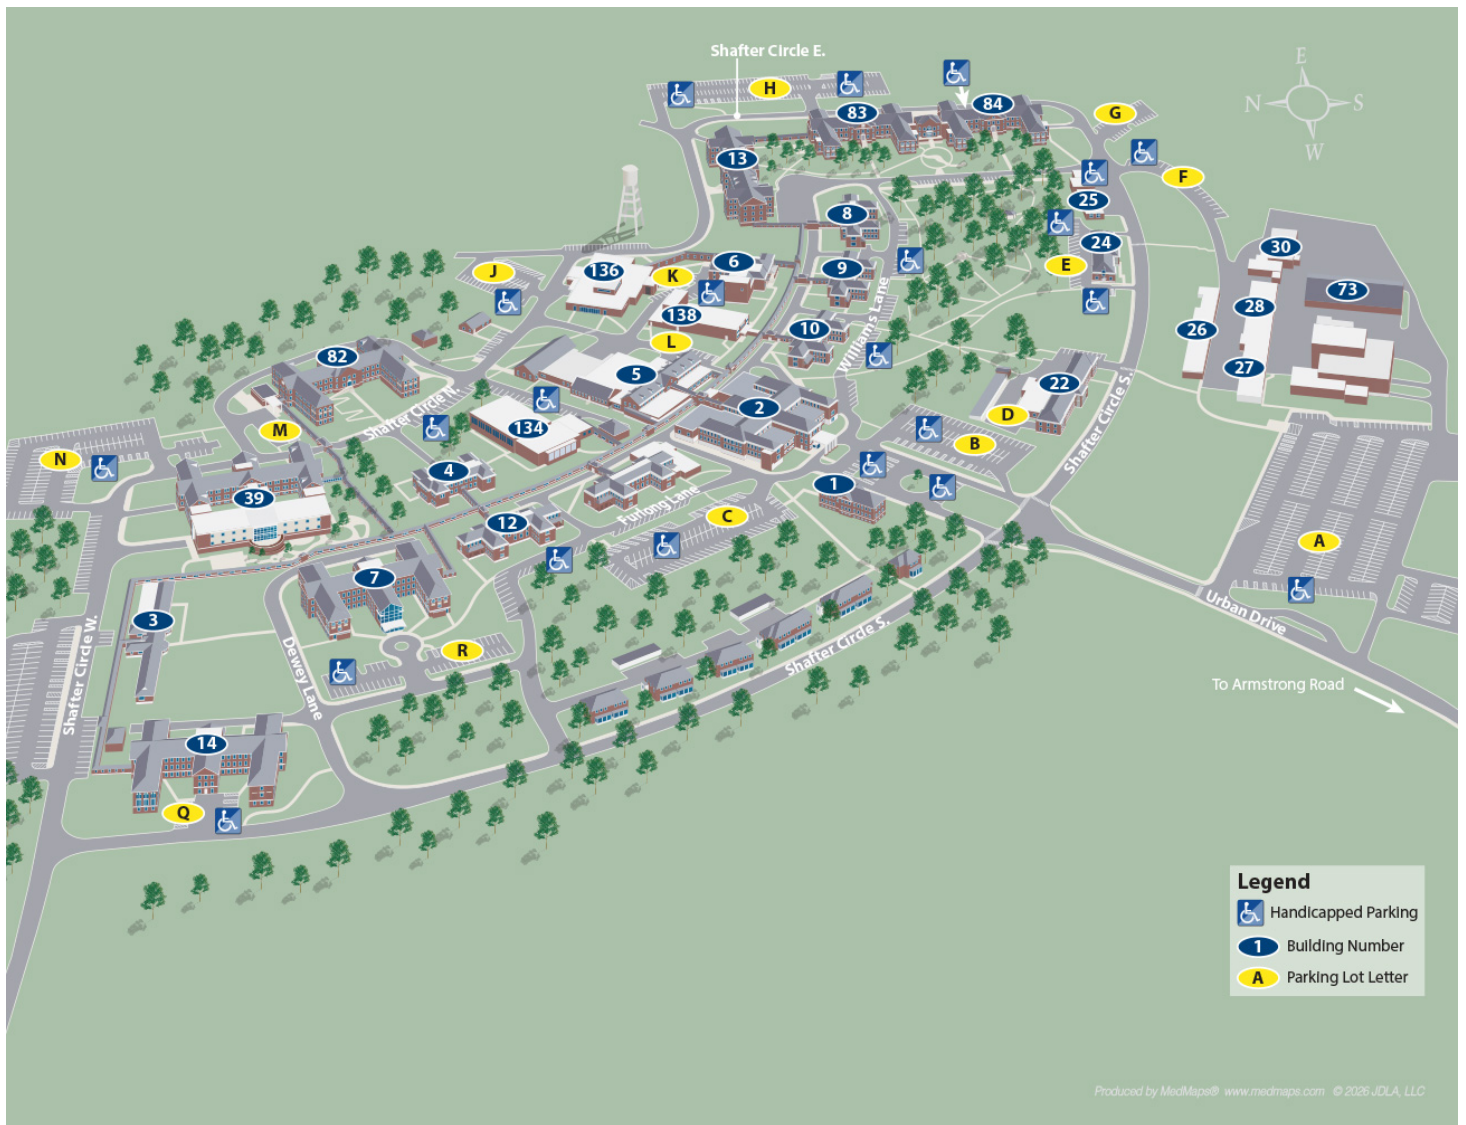 Shafter CIrcle E.
H
83
84
G
E
N
S
W
13
F
25
8
24
E
30
6
136
K
J
9
73
28
138
10
26
L
Williams Lane
82
5
27
2
22
Shafter Circle N.
134
D
B
Shafter Circle S.
M
N
4
39
1
Furlong Lane
C
12
A
7
3
Urban Drive
Dewey Lane
R
Shafter Circle S.
Shafter Circle W.
To Armstrong Road
14
Q
Legend
Handicapped Parking
1 Building Number
A Parking Lot Letter
Produced by MedMaps® www.medmaps.com © 2026 JDLA, LLC